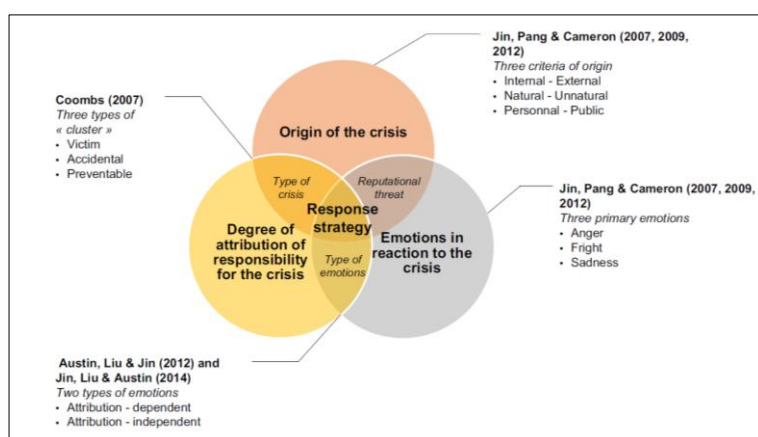 Jin, Pang & Cameron (2007, 2009,
2012)
Three criteria of origin
• Internal - External
• Natural - Unnatural
• Personnal - Public
Coombs (2007)
Three types of
« cluster »
• Victim
• Accidental
• Preventable
Origin of the crisis
Type of
crisis
Reputational
threat
Response
strategy
Degree of
attribution of
responsibility
for the crisis
Type of
emotions
Emotions in
reaction to the
crisis
Jin, Pang & Cameron (2007, 2009,
2012)
Three primary emotions
• Anger
• Fright
• Sadness
Austin, Liu & Jin (2012) and
Jin, Liu & Austin (2014)
Two types of emotions
• Attribution - dependent
• Attribution - independent